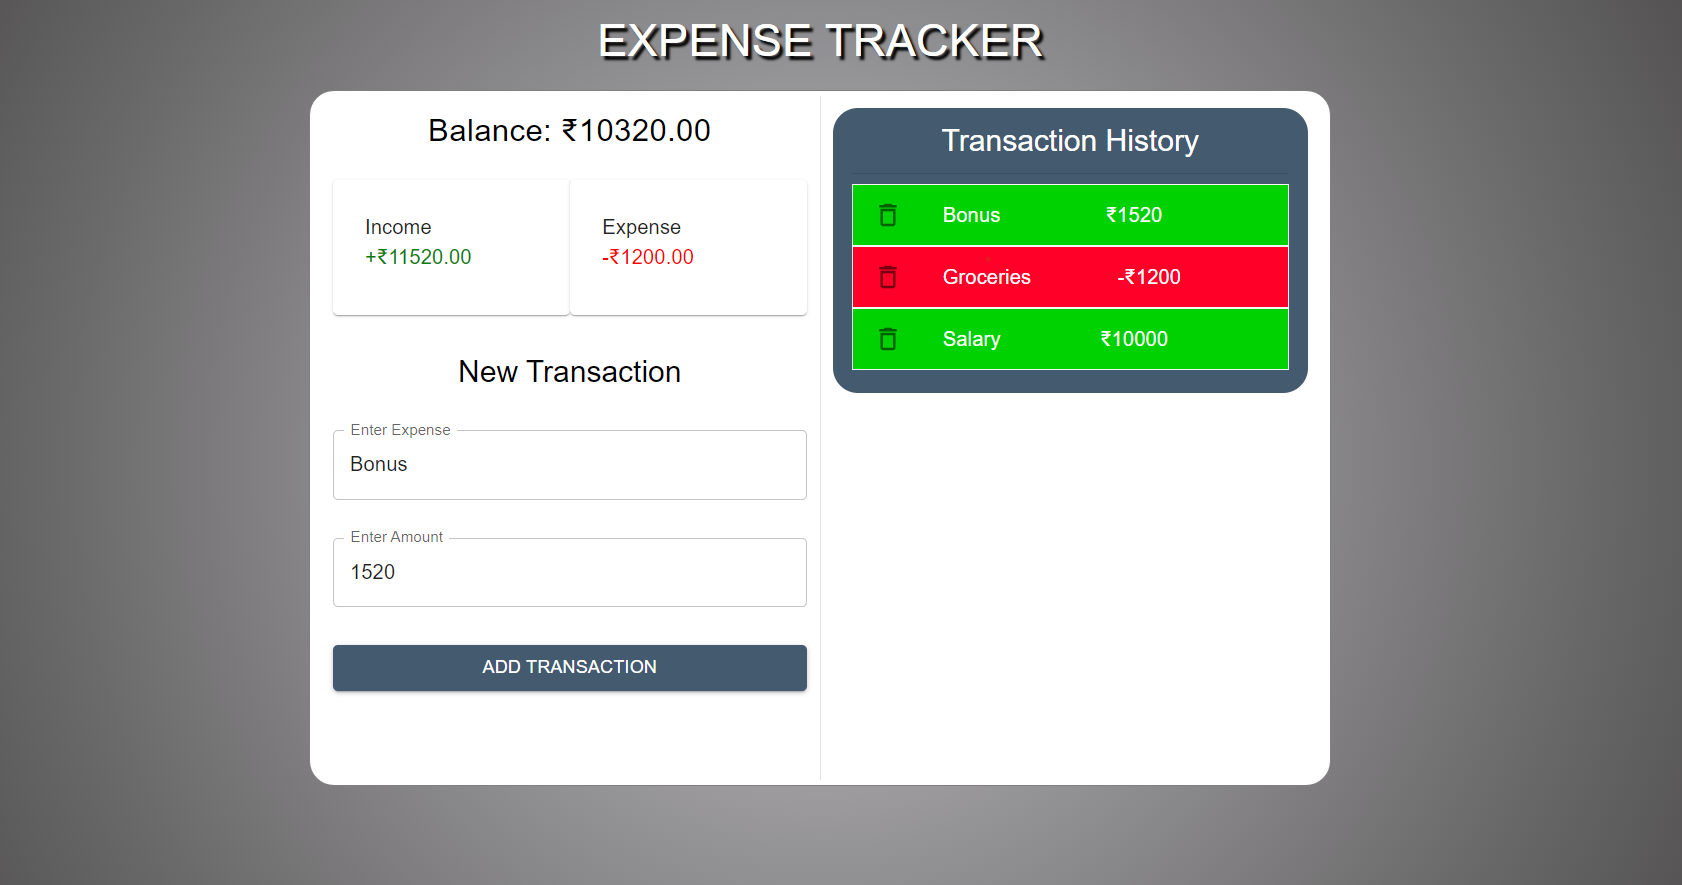 EXPENSE TRACKER
Balance: ₹10320.00
Income
+₹11520.00
Expense
-₹1200.00
New Transaction
Enter Expense
Bonus
Enter Amount
1520
ADD TRANSACTION
Transaction History
Bonus ₹1520
Groceries -₹1200
Salary ₹10000